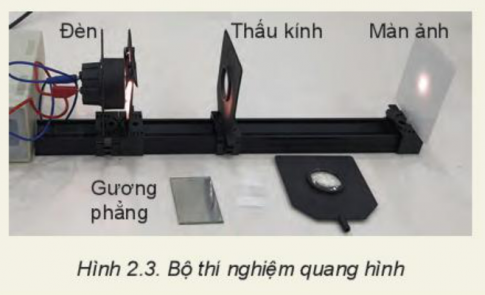 Đèn
Thấu kính
Màn ảnh
Gương
phẳng
Hình 2.3. Bộ thí nghiệm quang hình